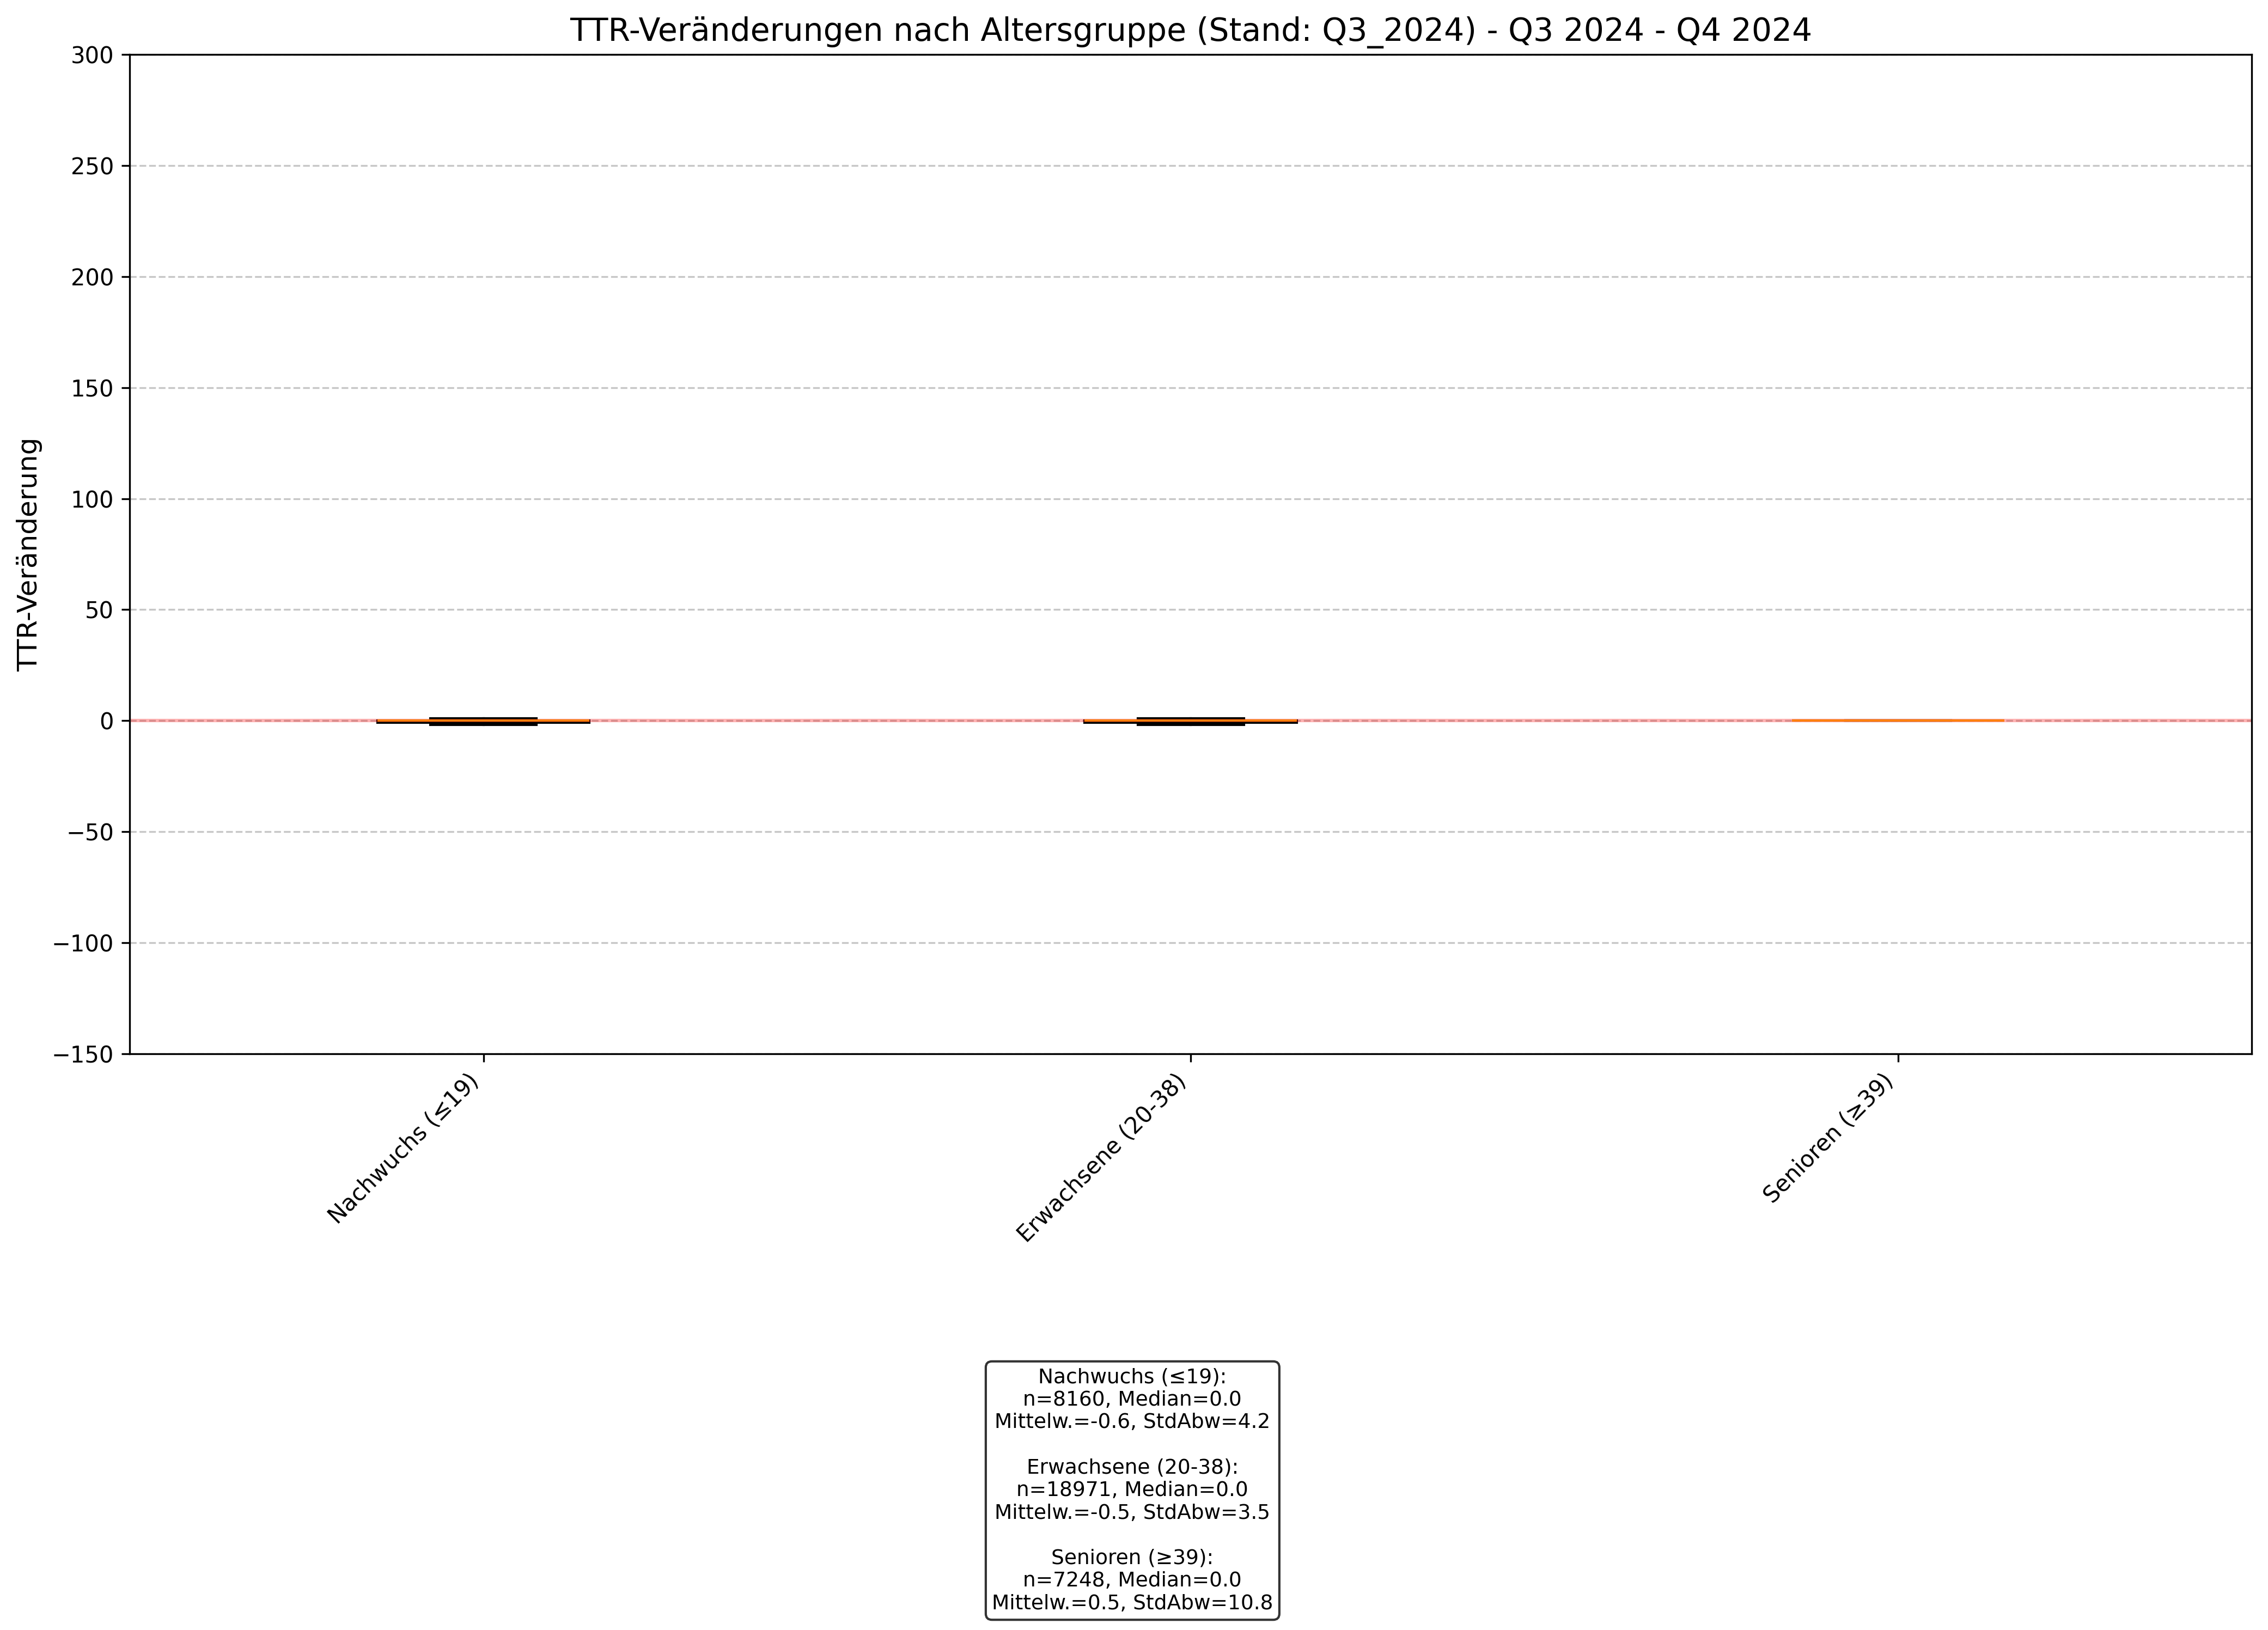 TTR-Veränderungen nach Altersgruppe (Stand: Q3_2024) - Q3 2024 - Q4 2024
300
250
200
150
100
50
0
−50
−100
−150
TTR-Veränderung
Nachwuchs (≤19)
Erwachsene (20-38)
Senioren (≥39)
Nachwuchs (≤19):
n=8160, Median=0.0
Mittelw.=-0.6, StdAbw=4.2
Erwachsene (20-38):
n=18971, Median=0.0
Mittelw.=-0.5, StdAbw=3.5
Senioren (≥39):
n=7248, Median=0.0
Mittelw.=0.5, StdAbw=10.8